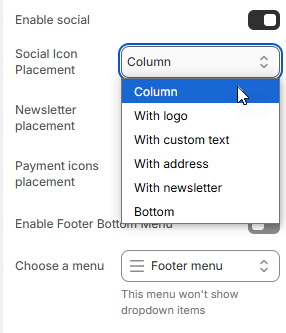 Enable social
Social Icon
Placement
Column
Column
With logo
With custom text
With address
With newsletter
Bottom
Newsletter
placement
Payment icons
placement
Enable Footer Bottom Menu
Choose a menu
Footer menu
This menu won't show
dropdown items